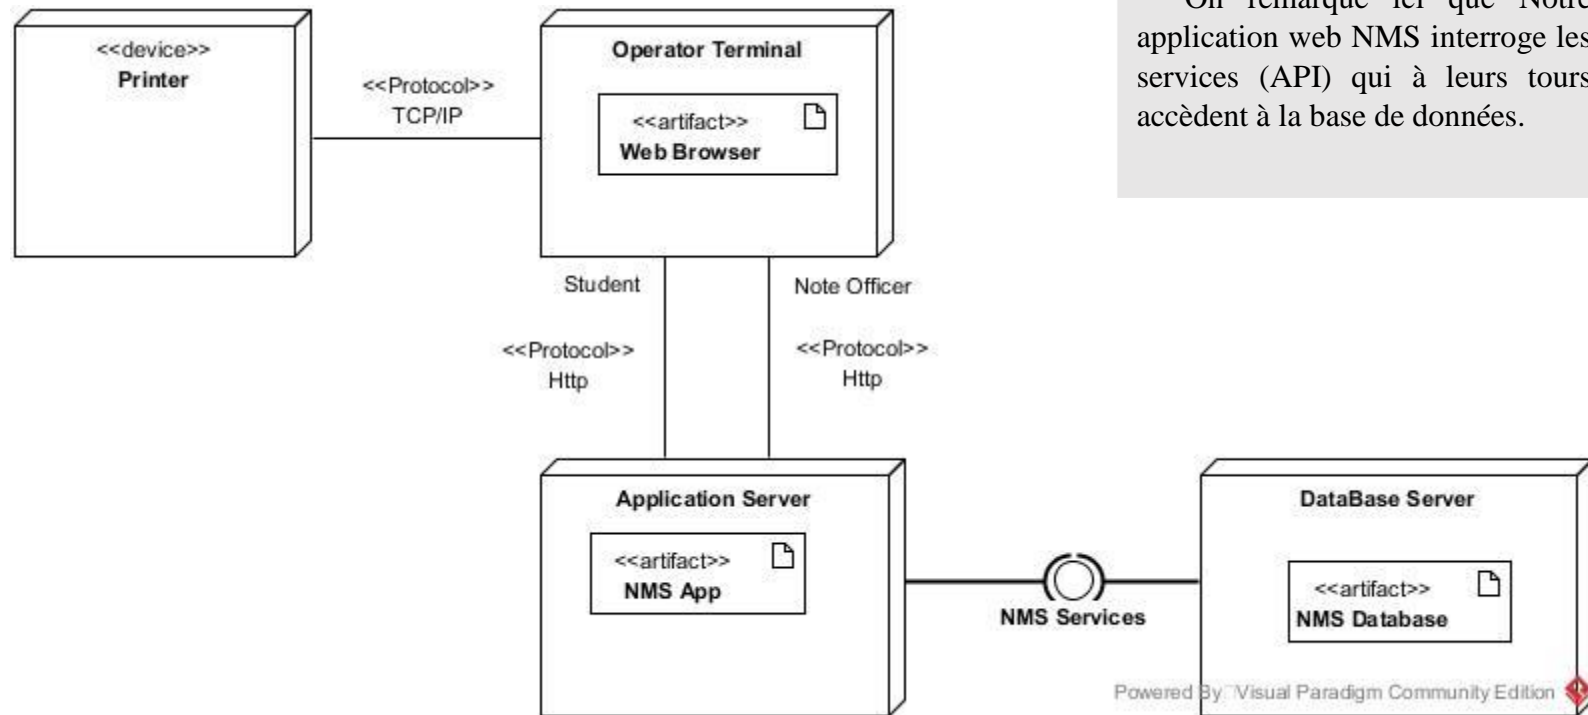 On remarque ici que Notre
application web NMS interroge les
services (API) qui à leurs tours
accèdent à la base de données.
<<device>>
Printer
<<Protocol>>
TCP/IP
Operator Terminal
<<artifact>>
Web Browser
Student
Note Officer
<<Protocol>>
Http
<<Protocol>>
Http
Application Server
<<artifact>>
NMS App
NMS Services
DataBase Server
<<artifact>>
NMS Database
Powered By Visual Paradigm Community Edition